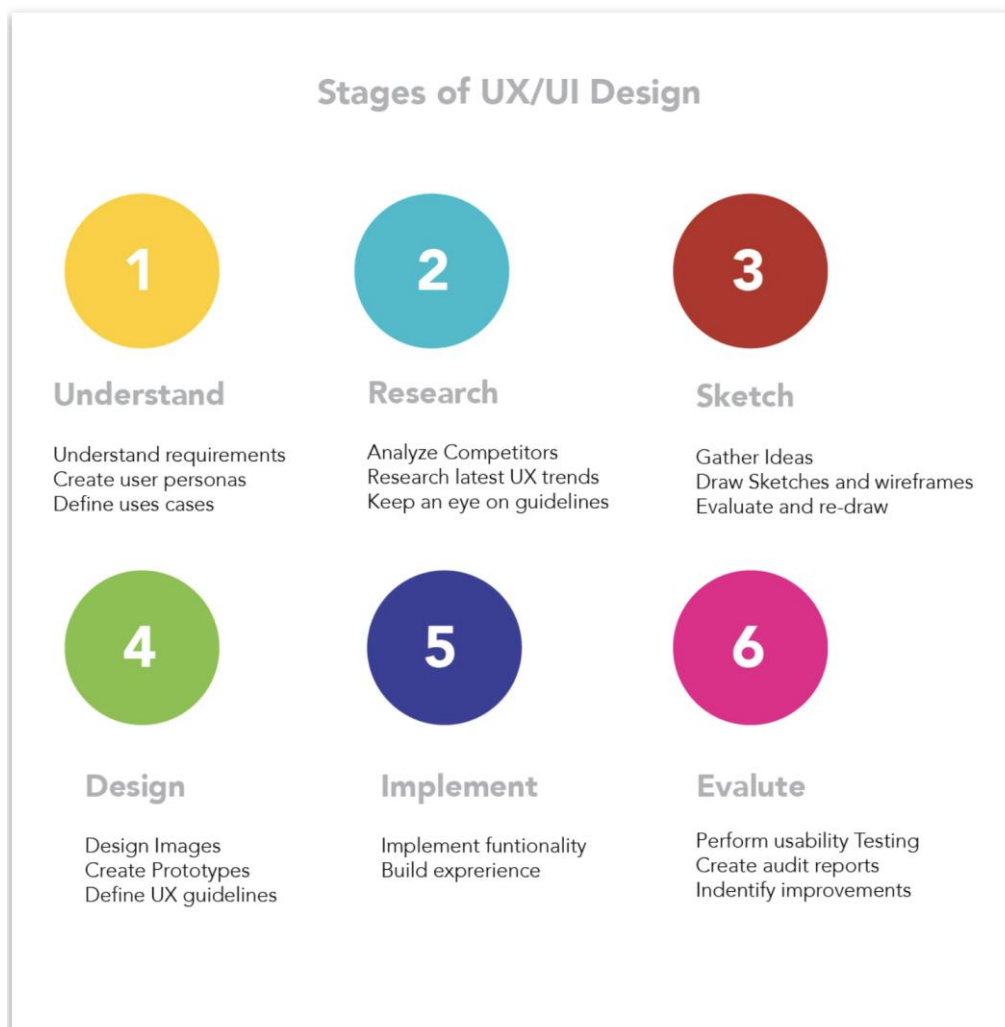 Stages of UX/UI Design
1
Understand
Understand requirements
Create user personas
Define uses cases
2
Research
Analyze Competitors
Research latest UX trends
Keep an eye on guidelines
3
Sketch
Gather Ideas
Draw Sketches and wireframes
Evaluate and re-draw
4
Design
Design Images
Create Prototypes
Define UX guidelines
5
Implement
Implement funtionality
Build exprerience
6
Evalute
Perform usability Testing
Create audit reports
Indentify improvements